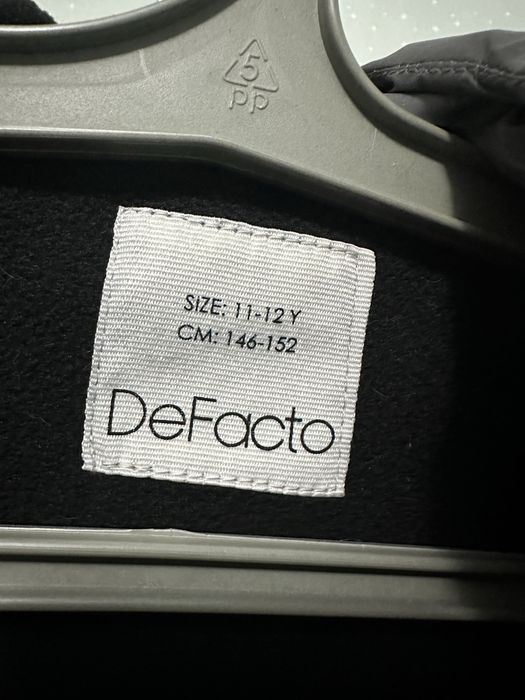 5
PP
SIZE: 11-12 Y
CM: 146-152
DeFacto